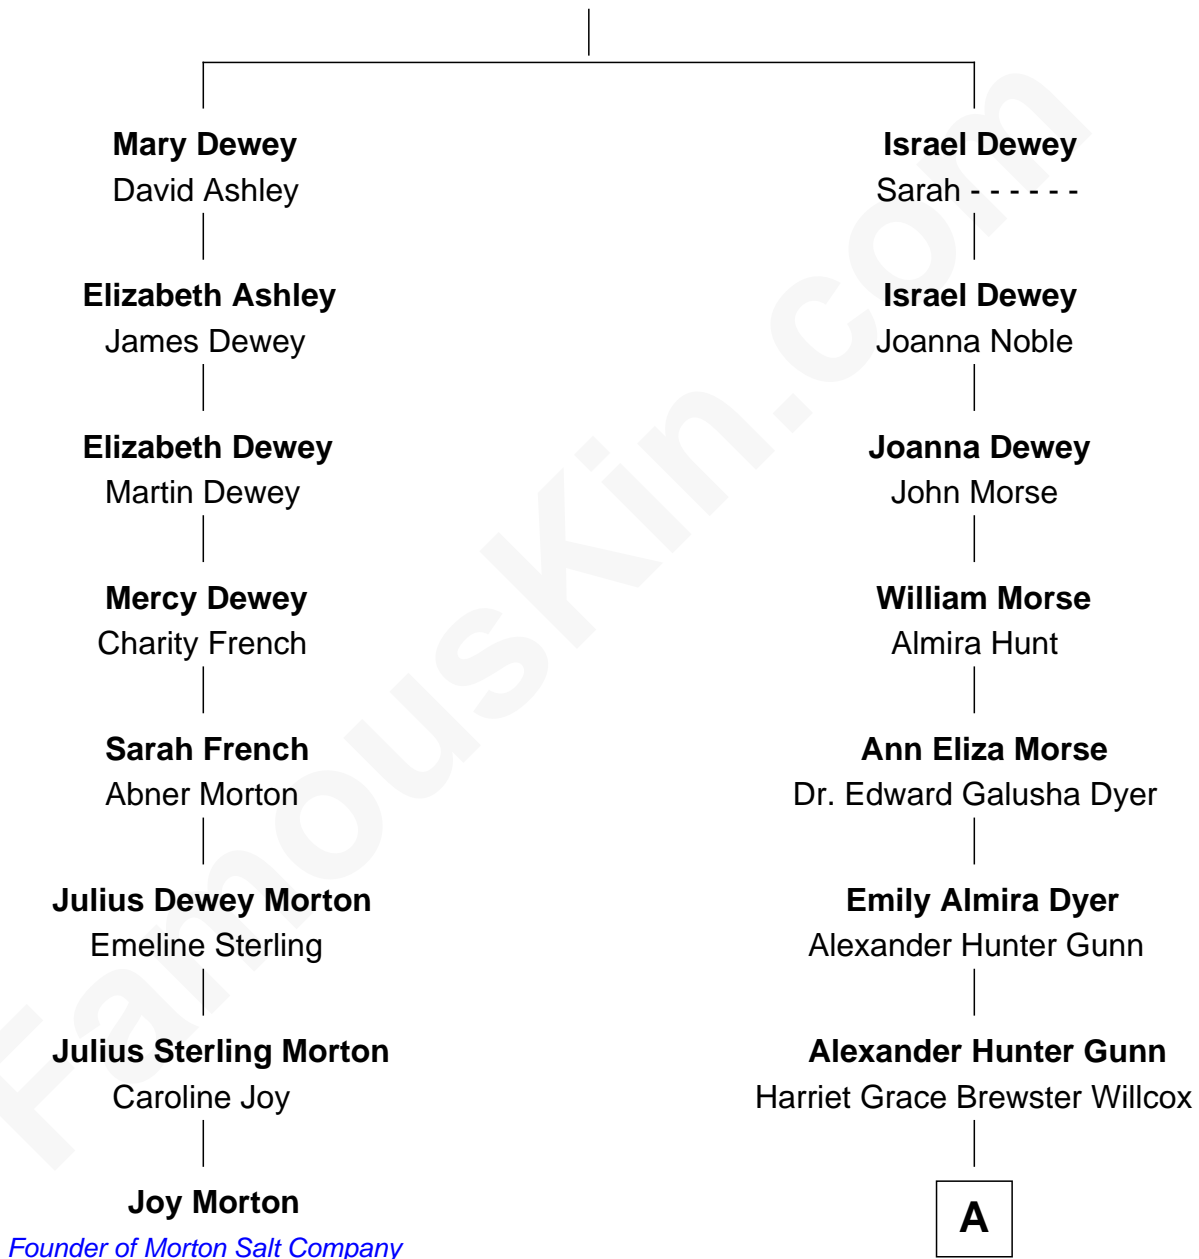 Mary Dewey
David Ashley
Elizabeth Ashley
James Dewey
Elizabeth Dewey
Martin Dewey
Mercy Dewey
Charity French
Sarah French
Abner Morton
Julius Dewey Morton
Emeline Sterling
Julius Sterling Morton
Caroline Joy
Joy Morton
Founder of Morton Salt Company
Israel Dewey
Sarah - - - - - -
Israel Dewey
Joanna Noble
Joanna Dewey
John Morse
William Morse
Almira Hunt
Ann Eliza Morse
Dr. Edward Galusha Dyer
Emily Almira Dyer
Alexander Hunter Gunn
Alexander Hunter Gunn
Harriet Grace Brewster Willcox
A
FamousKin.com